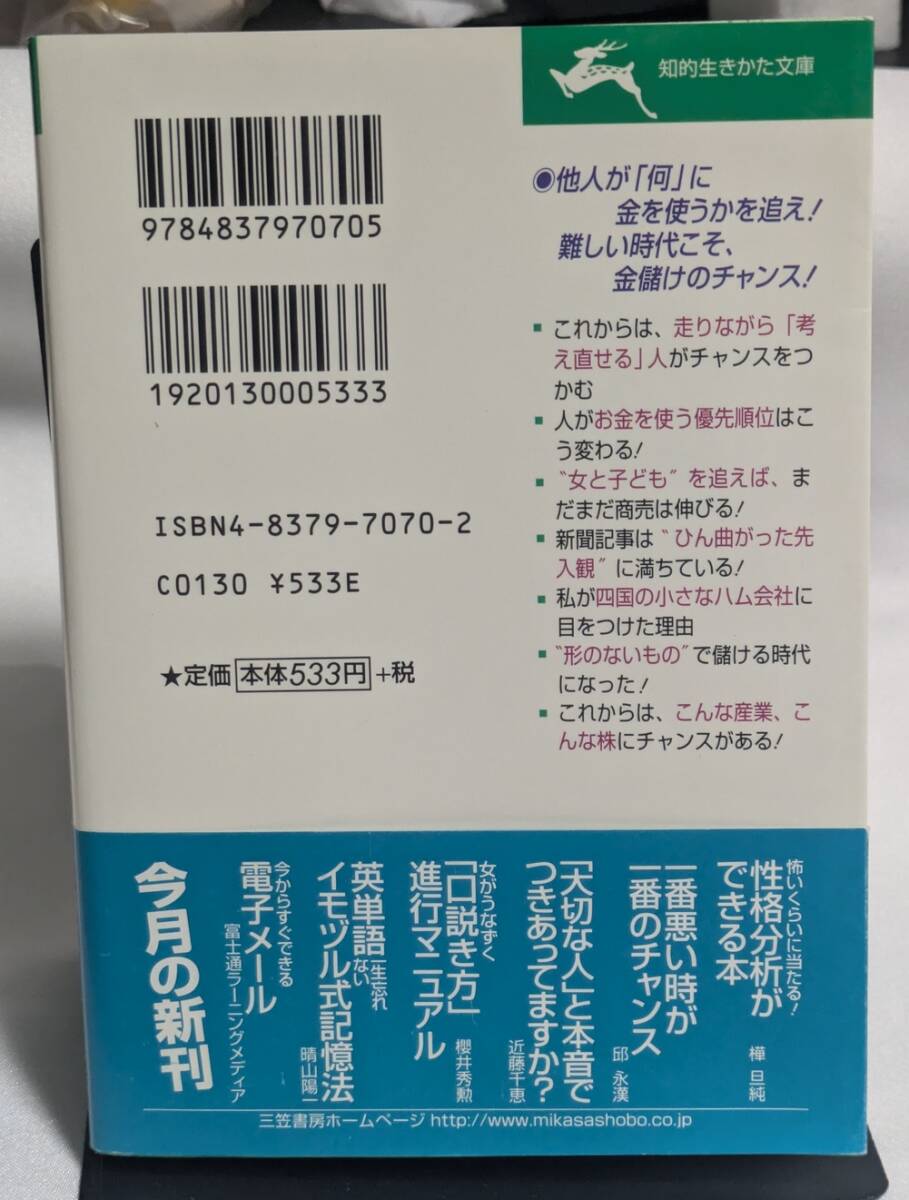 知的生きかた文庫
9784837970705
1920130005333
ISBN4-8379-7070-2
C0130 ¥533E
★定価 本体533円 +税
◉他人が「何」に
金を使うかを追え!
難しい時代こそ、
金儲けのチャンス!
▪これからは、走りながら「考
え直せる」人がチャンスをつ
かむ
▪人がお金を使う優先順位はこ
う変わる!
▪〝女と子ども〟を追えば、ま
だまだ商売は伸びる!
▪新聞記事は〝ひん曲がった先
入観〟に満ちている!
▪私が四国の小さなハム会社に
目をつけた理由
▪〝形のないもの〟で儲ける時代
になった!
▪これからは、こんな産業、こ
んな株にチャンスがある!
怖いくらいに当たる!
性格分析が
できる本
樺 旦純
一番悪い時が
一番のチャンス
邱 永漢
「大切な人」と本音で
つきあってますか?
近藤千恵
女がうなずく
「口説き方」
進行マニュアル
櫻井秀勲
英単語一生忘れない
イモヅル式記憶法
晴山陽一
今からすぐできる
電子メール
富士通ラーニングメディア
今月の新刊
三笠書房ホームページ http://www.mikasashobo.co.jp